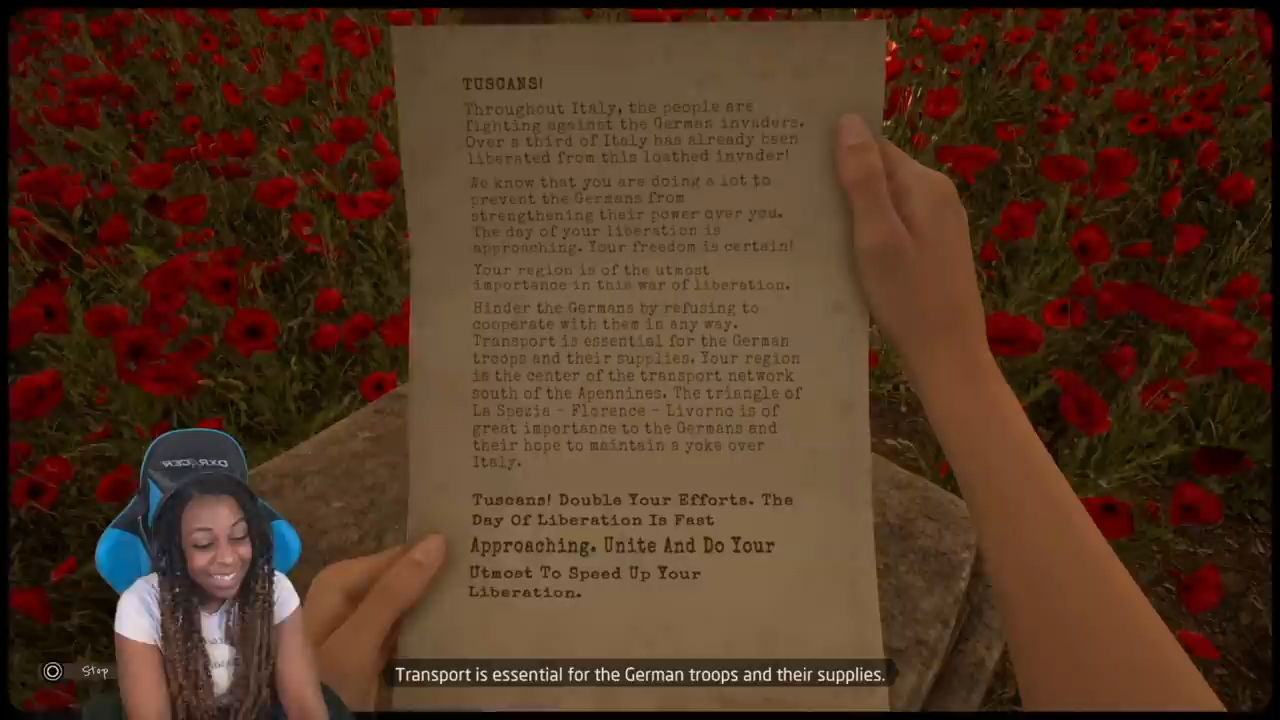 TUSCANS!
Throughout Italy, the people are
fighting against the German invaders.
Over a third of Italy has already been
liberated from this loathed invader!
We know that you are doing a lot to
prevent the Germans from
strengthening their power over you.
The day of your liberation is
approaching. Your freedom is certain!
Your region is of the utmost
importance in this war of liberation.
Hinder the Germans by refusing to
cooperate with them in any way.
Transport is essential for the German
troops and their supplies. Your region
is the center of the transport network
south of the Apennines. The triangle of
La Spezia - Florence - Livorno is of
great importance to the Germans and
their hope to maintain a yoke over
Italy.
Tuscans! Double Your Efforts. The
Day Of Liberation Is Fast
Approaching. Unite And Do Your
Utmost To Speed Up Your
Liberation.
DXRACER
Stop
Transport is essential for the German troops and their supplies.